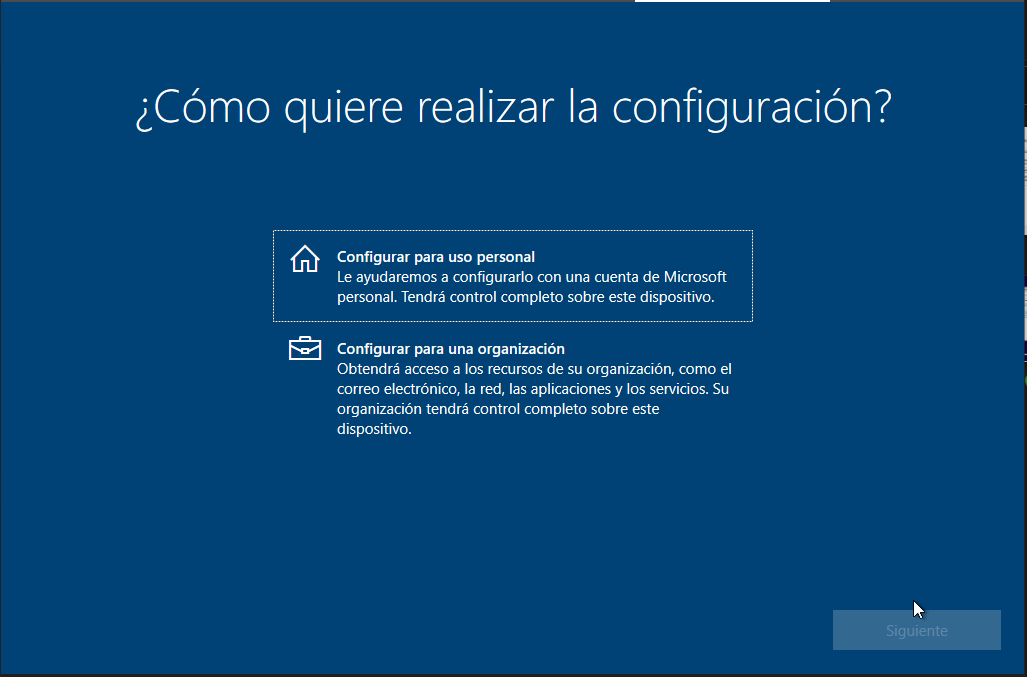 ¿Cómo quiere realizar la configuración?
Configurar para uso personal
Le ayudaremos a configurarlo con una cuenta de Microsoft
personal. Tendrá control completo sobre este dispositivo.
Configurar para una organización
Obtendrá acceso a los recursos de su organización, como el
correo electrónico, la red, las aplicaciones y los servicios. Su
organización tendrá control completo sobre este
dispositivo.
Siguiente